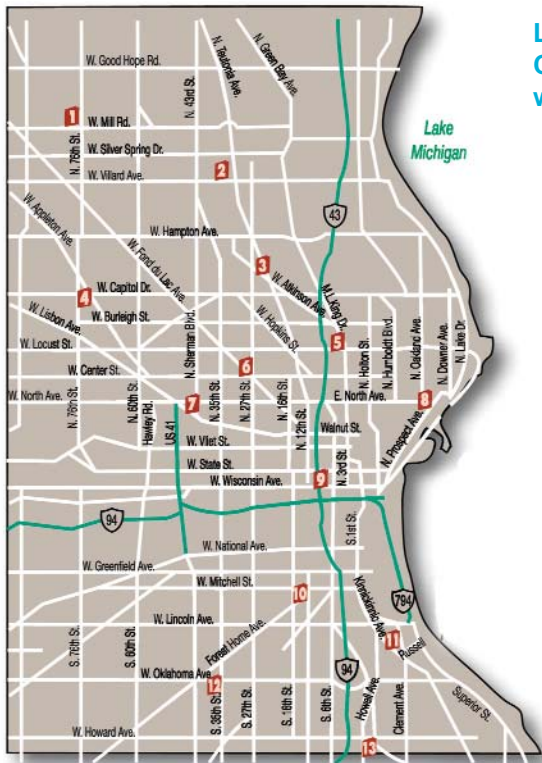 L
Lake
Michigan
W. Good Hope Rd.
N. Teutonia Ave.
N. Green Bay Ave.
N. 43rd St.
1
W. Mill Rd.
N. 76th St.
W. Silver Spring Dr.
2
W. Villard Ave.
W. Appleton Ave.
43
W. Hampton Ave.
W. Fond du Lac Ave.
3
W. Atkinson Ave.
4
W. Capitol Dr.
M.L.King Dr.
W. Lisbon Ave.
W. Burleigh St.
W. Hopkins St.
W. Locust St.
N. Sherman Blvd.
5
N. Holton St.
N. Humboldt Blvd.
N. Oakland Ave.
N. Downer Ave.
N. Lake Dr.
W. Center St.
6
W. North Ave.
N. 76th St.
N. 60th St.
7
N. 35th St.
N. 27th St.
N. 16th St.
E. North Ave.
8
Hawley Rd.
US 41
N. 12th St.
Walnut St.
N. Prospect Ave.
W. Vliet St.
W. State St.
N. 3rd St.
W. Wisconsin Ave.
9
94
S.1st St.
W. National Ave.
W. Greenfield Ave.
W. Mitchell St.
10
Kinnickinnic Ave.
794
W. Lincoln Ave.
Forest Home Ave.
11
Russell
S. 76th St.
S. 60th St.
W. Oklahoma Ave.
12
94
S. 35th St.
S. 27th St.
S. 16th St.
S. 6th St.
Howell Ave.
Clement Ave.
Superior St.
W. Howard Ave.
13